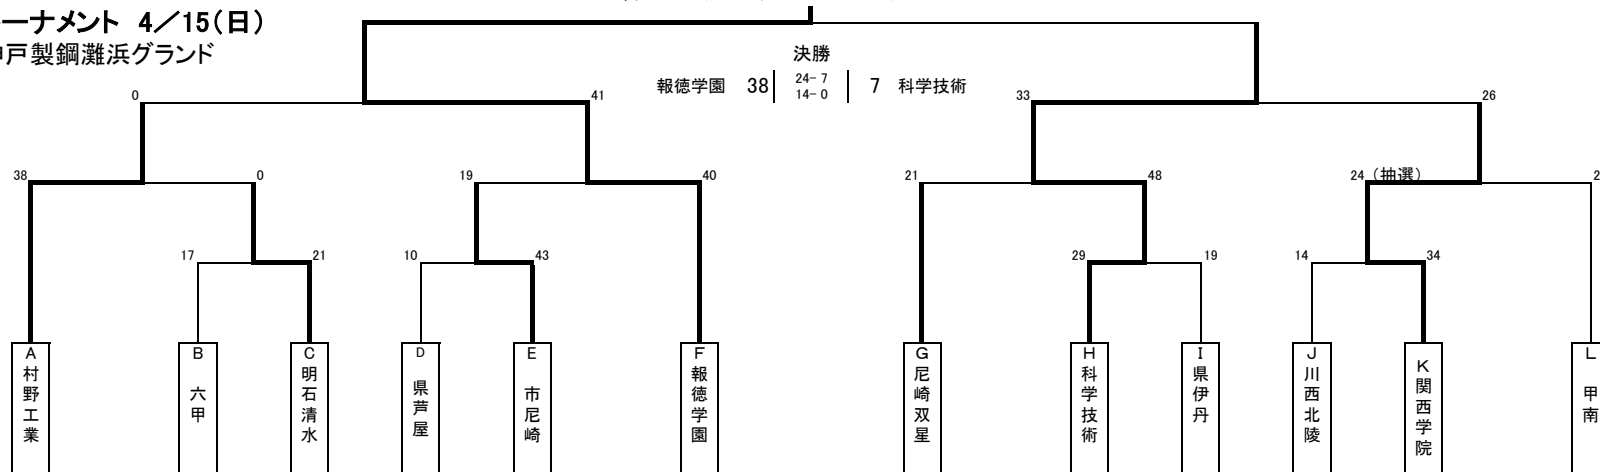 ーナメント 4／15（日）
戸製鋼灘浜グランド
決勝
報徳学園 38 24- 7 7 科学技術
14- 0
0 41 33 26
38 0 19 40 21 48 24 （抽選） 2
17 21 10 43 29 19 14 34
A 村野工業
B 六甲
C 明石清水
D 県芦屋
E 市尼崎
F 報徳学園
G 尼崎双星
H 科学技術
I 県伊丹
J 川西北陵
K 関西学院
L 甲南